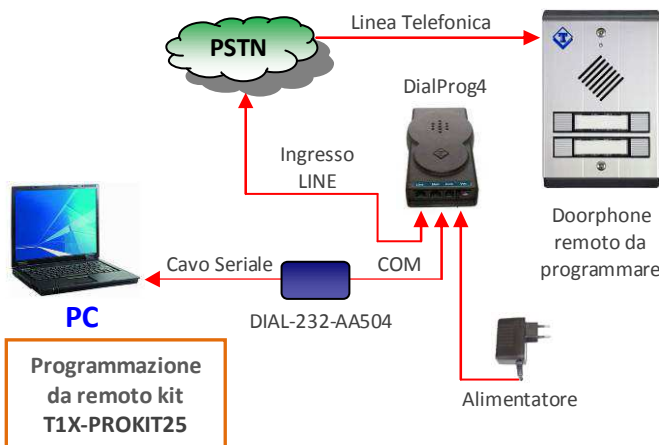 PSTN
Linea Telefonica
DialProg4
Ingresso
LINE
Doorphone
remoto da
programmare
Cavo Seriale
COM
PC
DIAL-232-AA504
Programmazione
da remoto kit
T1X-PROKIT25
Alimentatore